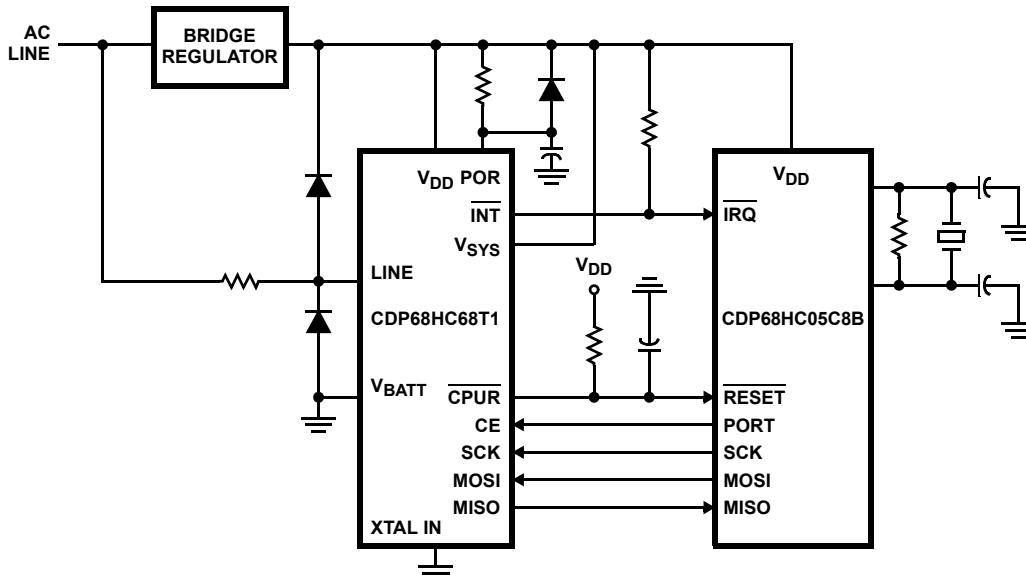 AC
LINE
BRIDGE
REGULATOR
VDD POR
INT
VSYS
LINE
CDP68HC68T1
VBATT
CPUR
CE
SCK
MOSI
MISO
XTAL IN
VDD
VDD
IRQ
CDP68HC05C8B
RESET
PORT
SCK
MOSI
MISO